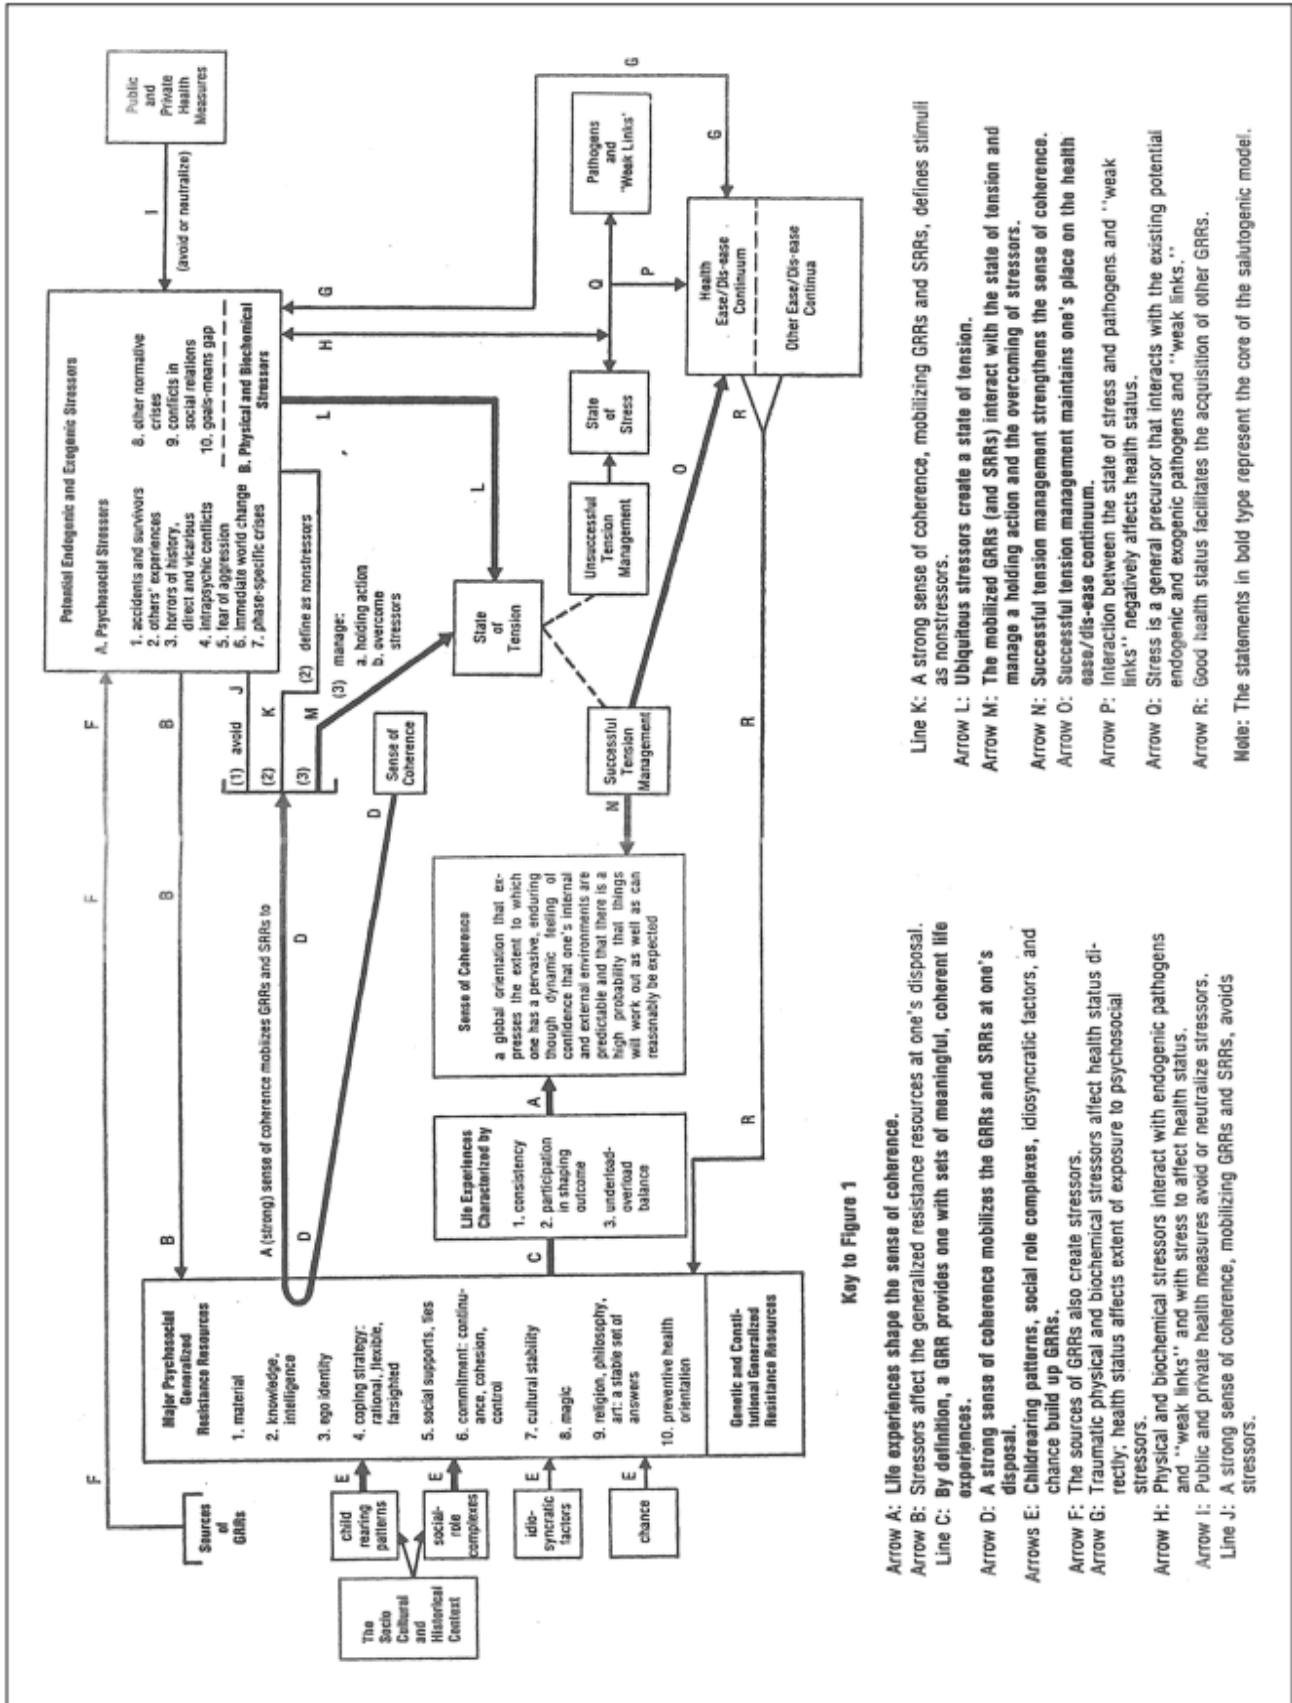 Sources
of
GRRs
The
Socio
Cultural
and
Historical
Context
child
rearing
patterns
social-
role
complexes
idio-
syncratic
factors
chance
E
E
E
E
Major Psychosocial
Generalized
Resistance Resources
1. material
2. knowledge,
intelligence
3. ego identity
4. coping strategy:
rational, flexible,
farsighted
5. social supports, ties
6. commitment: continu-
ance, cohesion,
control
7. cultural stability
8. magic
9. religion, philosophy,
art: a stable set of
answers
10. preventive health
orientation
Genetic and Consti-
tutional Generalized
Resistance Resources
F
F
F
B
B
B
A (strong) sense of coherence mobilizes GRRs and SRRs to
D
D
D
C
Life Experiences
Characterized by
1. consistency
2. participation
in shaping
outcome
3. underload-
overload
balance
A
Sense of Coherence
a global orientation that ex-
presses the extent to which
one has a pervasive, enduring
though dynamic feeling of
confidence that one's internal
and external environments are
predictable and that there is a
high probability that things
will work out as well as can
reasonably be expected
N
R
R
R
(1) avoid J
(2) K
(3) M
(2) define as nonstressors
(3) manage:
a. holding action
b. overcome
stressors
Sense of
Coherence
Successful
Tension
Management
State
of
Tension
Unsuccessful
Tension
Management
State
of
Stress
Potential Endogenic and Exogenic Stressors
A. Psychosocial Stressors
1. accidents and survivors
2. others' experiences
3. horrors of history,
direct and vicarious
4. intrapsychic conflicts
5. fear of aggression
6. immediate world change
7. phase-specific crises
8. other normative
crises
9. conflicts in
social relations
10. goals-means gap
B. Physical and Biochemical
Stressors
L
L
H
G
G
G
O
Q
P
I
(avoid or neutralize)
Public
and
Private
Health
Measures
Pathogens
and
"Weak Links"
Health
Ease/Dis-ease
Continuum
Other Ease/Dis-ease
Continua
Key to Figure 1
Arrow A: Life experiences shape the sense of coherence.
Arrow B: Stressors affect the generalized resistance resources at one's disposal.
Line C: By definition, a GRR provides one with sets of meaningful, coherent life
experiences.
Arrow D: A strong sense of coherence mobilizes the GRRs and SRRs at one's
disposal.
Arrows E: Childrearing patterns, social role complexes, idiosyncratic factors, and
chance build up GRRs.
Arrow F: The sources of GRRs also create stressors.
Arrow G: Traumatic physical and biochemical stressors affect health status di-
rectly; health status affects extent of exposure to psychosocial
stressors.
Arrow H: Physical and biochemical stressors interact with endogenic pathogens
and ''weak links'' and with stress to affect health status.
Arrow I: Public and private health measures avoid or neutralize stressors.
Line J: A strong sense of coherence, mobilizing GRRs and SRRs, avoids
stressors.
Line K: A strong sense of coherence, mobilizing GRRs and SRRs, defines stimuli
as nonstressors.
Arrow L: Ubiquitous stressors create a state of tension.
Arrow M: The mobilized GRRs (and SRRs) interact with the state of tension and
manage a holding action and the overcoming of stressors.
Arrow N: Successful tension management strengthens the sense of coherence.
Arrow O: Successful tension management maintains one's place on the health
ease/dis-ease continuum.
Arrow P: Interaction between the state of stress and pathogens and ''weak
links'' negatively affects health status.
Arrow Q: Stress is a general precursor that interacts with the existing potential
endogenic and exogenic pathogens and ''weak links.''
Arrow R: Good health status facilitates the acquisition of other GRRs.
Note: The statements in bold type represent the core of the salutogenic model.